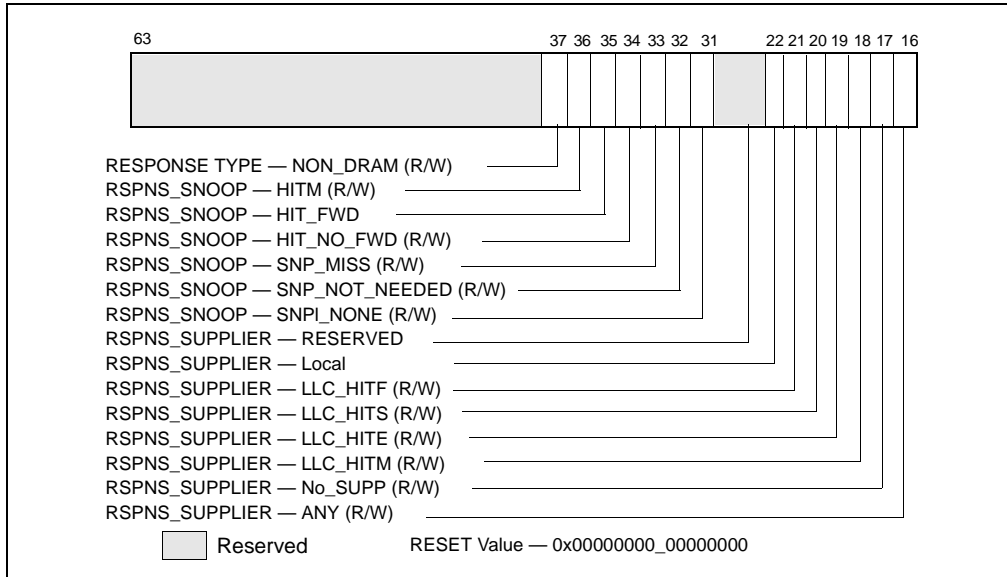 63 37 36 35 34 33 32 31 22 21 20 19 18 17 16
RESPONSE TYPE — NON_DRAM (R/W)
RSPNS_SNOOP — HITM (R/W)
RSPNS_SNOOP — HIT_FWD
RSPNS_SNOOP — HIT_NO_FWD (R/W)
RSPNS_SNOOP — SNP_MISS (R/W)
RSPNS_SNOOP — SNP_NOT_NEEDED (R/W)
RSPNS_SNOOP — SNPI_NONE (R/W)
RSPNS_SUPPLIER — RESERVED
RSPNS_SUPPLIER — Local
RSPNS_SUPPLIER — LLC_HITF (R/W)
RSPNS_SUPPLIER — LLC_HITS (R/W)
RSPNS_SUPPLIER — LLC_HITE (R/W)
RSPNS_SUPPLIER — LLC_HITM (R/W)
RSPNS_SUPPLIER — No_SUPP (R/W)
RSPNS_SUPPLIER — ANY (R/W)
Reserved RESET Value — 0x00000000_00000000